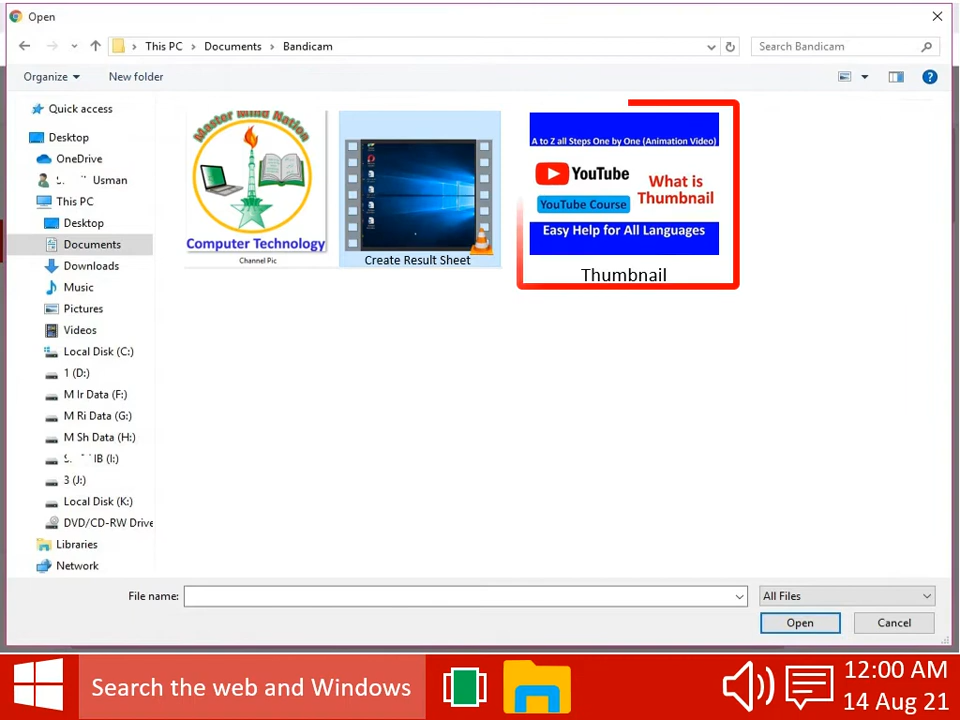 Open
This PC > Documents > Bandicam
Search Bandicam
Organize
New folder
Quick access
Desktop
OneDrive
Usman
This PC
Desktop
Documents
Downloads
Music
Pictures
Videos
Local Disk (C:)
1 (D:)
M Ir Data (F:)
M Ri Data (G:)
M Sh Data (H:)
(I:)
3 (J:)
Local Disk (K:)
DVD/CD-RW Drive
Libraries
Network
Master Mind Nation
Computer Technology
Channel Pic
Create Result Sheet
A to Z all Steps One by One (Animation Video)
YouTube
What is
Thumbnail
YouTube Course
Easy Help for All Languages
Thumbnail
File name:
All Files
Open
Cancel
Search the web and Windows
12:00 AM
14 Aug 21